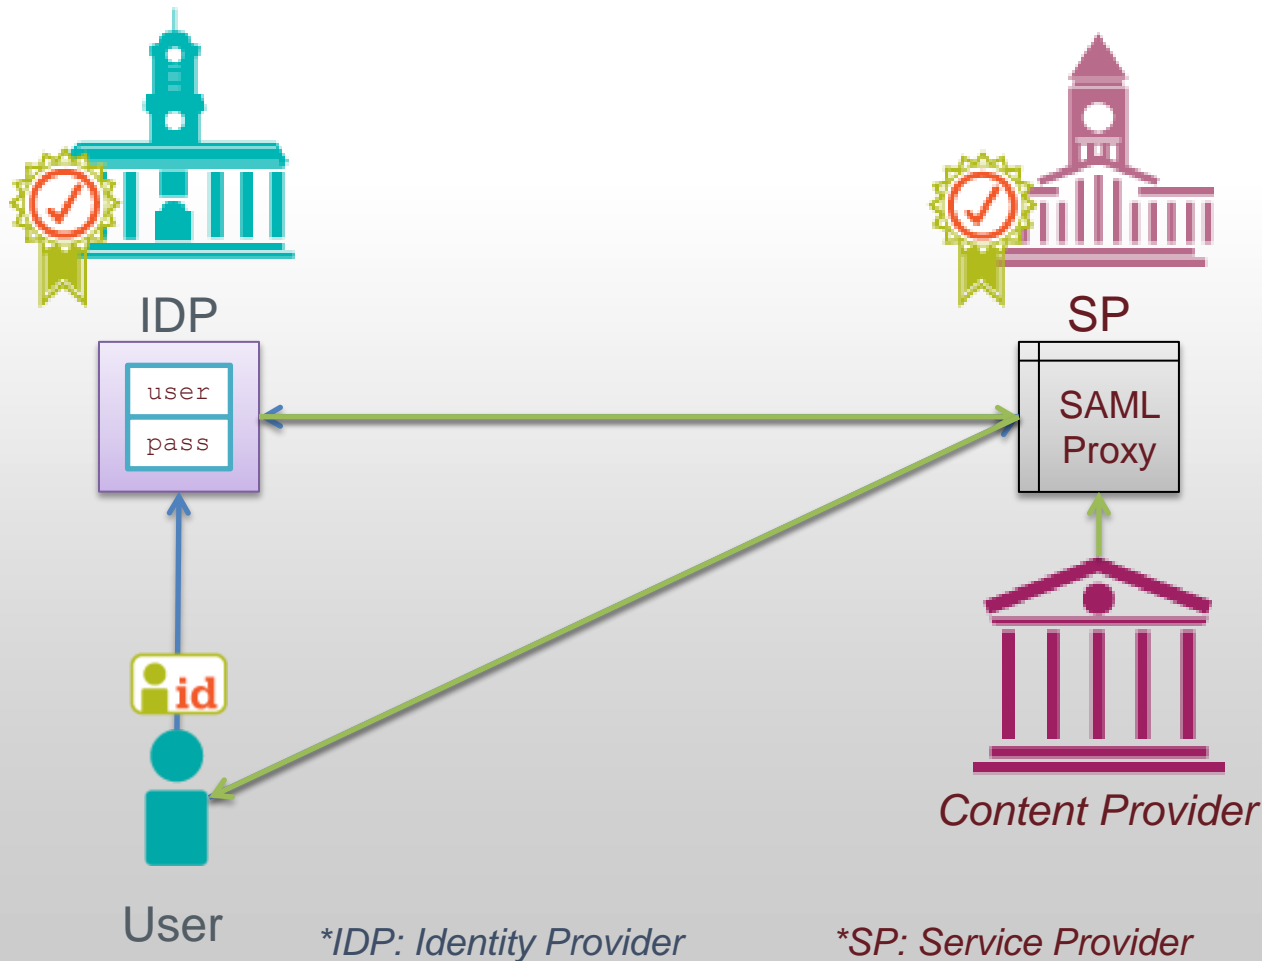 IDP
SP
user
pass
SAML
Proxy
id
Content Provider
User
*IDP: Identity Provider
*SP: Service Provider